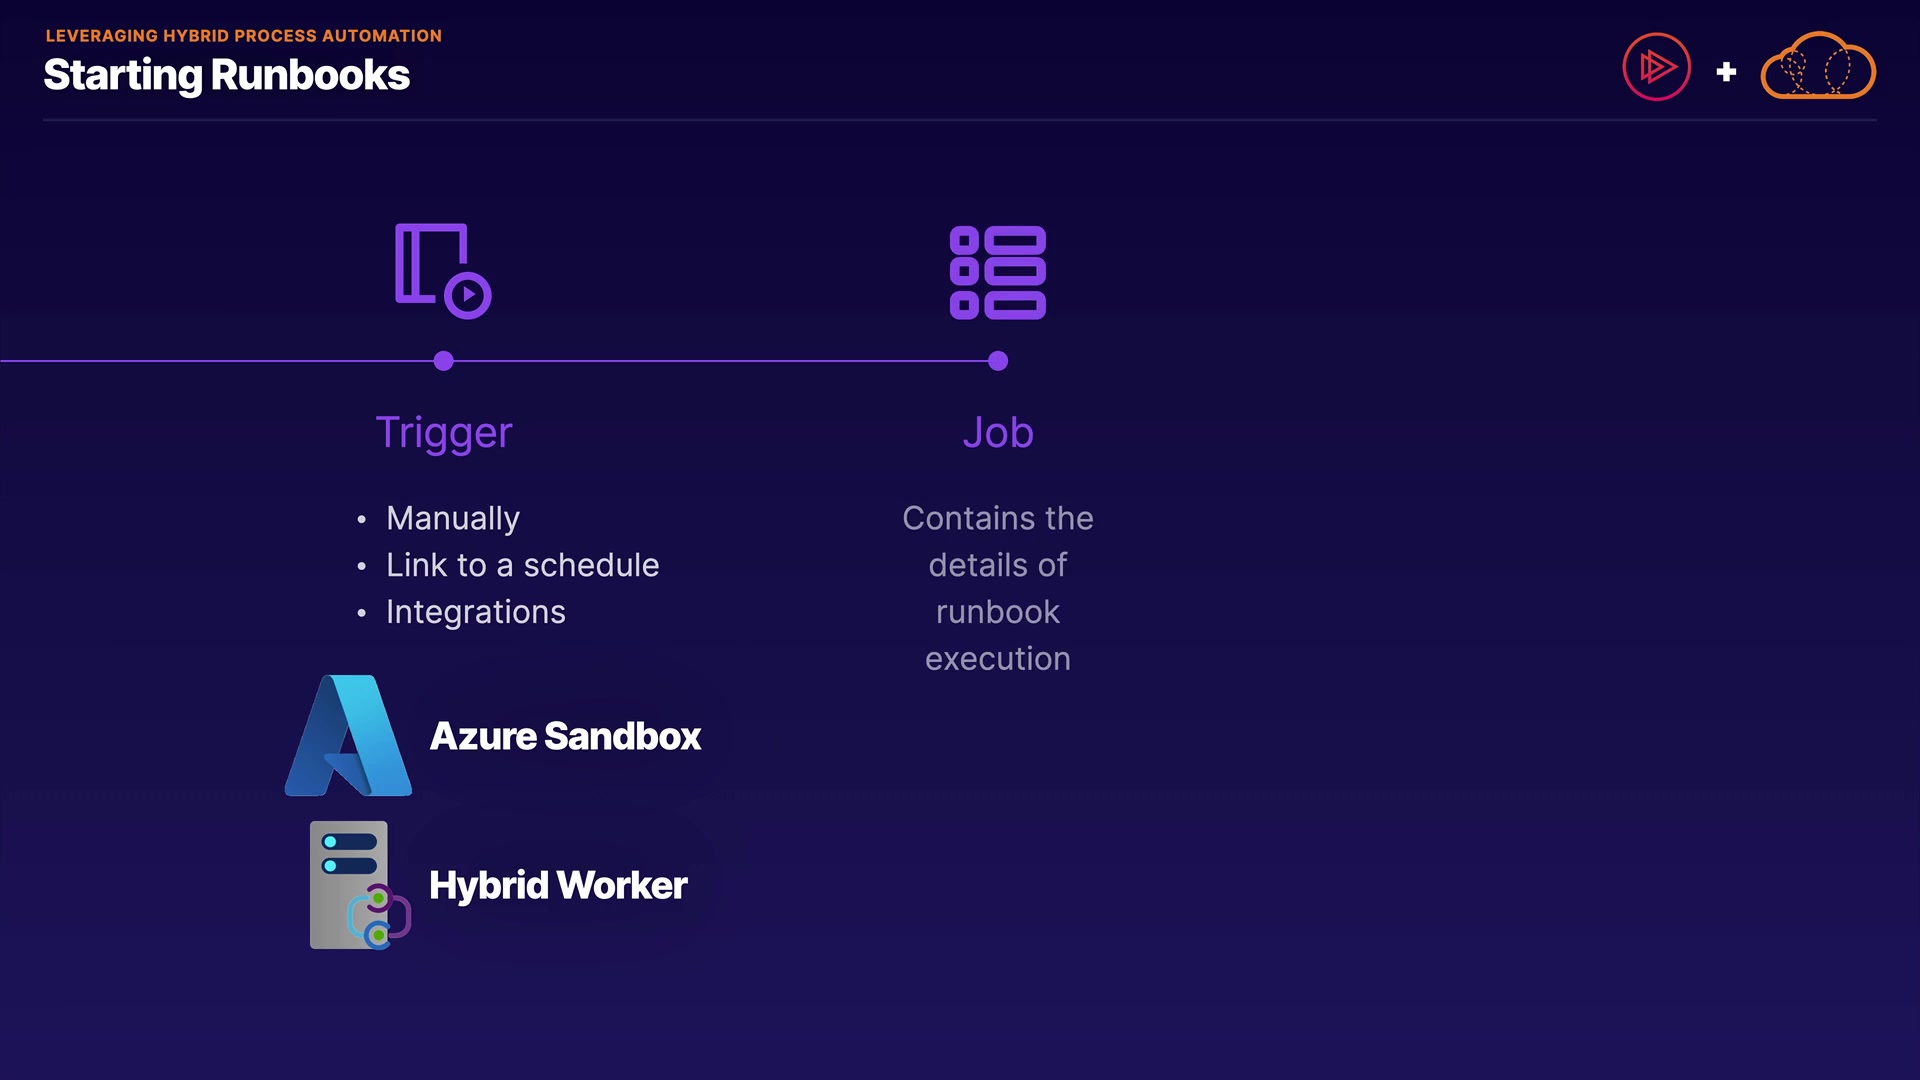 LEVERAGING HYBRID PROCESS AUTOMATION
Starting Runbooks
Trigger
• Manually
• Link to a schedule
• Integrations
Azure Sandbox
Hybrid Worker
Job
Contains the
details of
runbook
execution